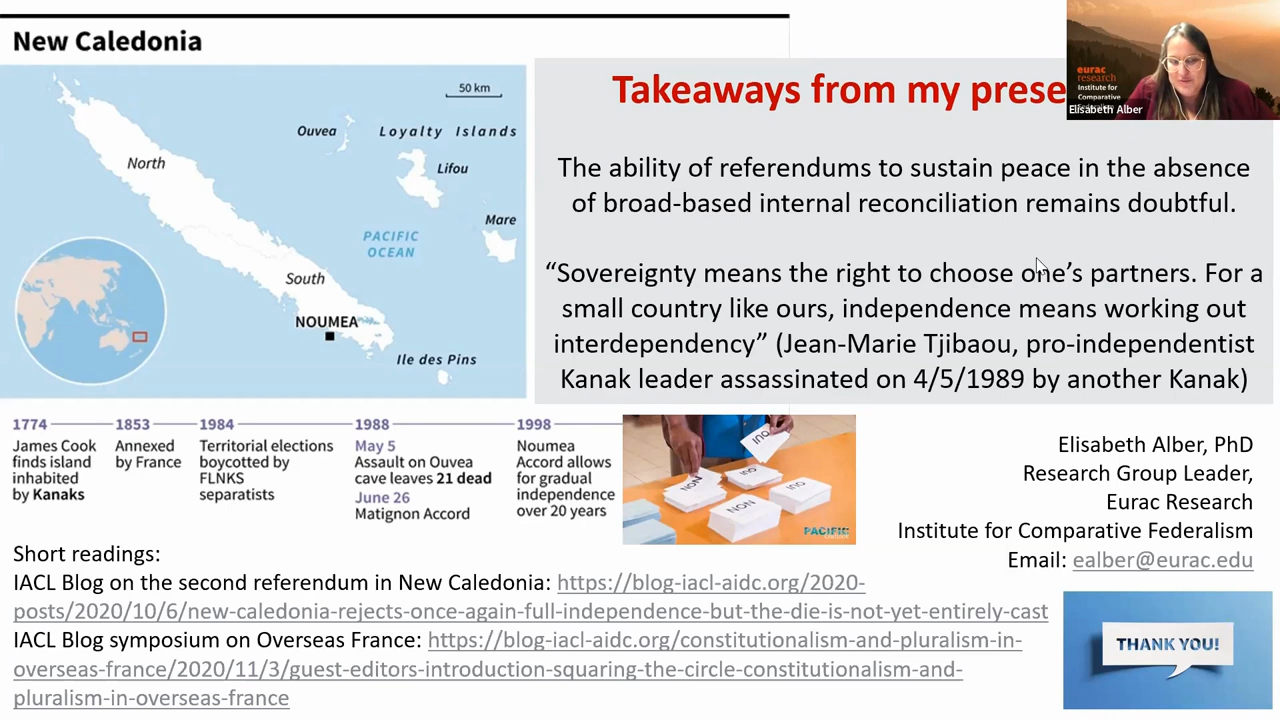 New Caledonia
50 km
Ouvea
Loyalty Islands
North
Lifou
Mare
PACIFIC
OCEAN
South
NOUMEA
Ile des Pins
Takeaways from my prese
eurac
research
Institute for
Comparative
Elisabeth Alber
The ability of referendums to sustain peace in the absence
of broad-based internal reconciliation remains doubtful.
“Sovereignty means the right to choose one’s partners. For a
small country like ours, independence means working out
interdependency” (Jean-Marie Tjibaou, pro-independentist
Kanak leader assassinated on 4/5/1989 by another Kanak)
1774
James Cook
finds island
inhabited
by Kanaks
1853
Annexed
by France
1984
Territorial elections
boycotted by
FLNKS
separatists
1988
May 5
Assault on Ouvea
cave leaves 21 dead
June 26
Matignon Accord
1998
Noumea
Accord allows
for gradual
independence
over 20 years
OUI
NON
OUI
NON
PACIFIC
Elisabeth Alber, PhD
Research Group Leader,
Eurac Research
Institute for Comparative Federalism
Email: ealber@eurac.edu
Short readings:
IACL Blog on the second referendum in New Caledonia: https://blog-iacl-aidc.org/2020-
posts/2020/10/6/new-caledonia-rejects-once-again-full-independence-but-the-die-is-not-yet-entirely-cast
IACL Blog symposium on Overseas France: https://blog-iacl-aidc.org/constitutionalism-and-pluralism-in-
overseas-france/2020/11/3/guest-editors-introduction-squaring-the-circle-constitutionalism-and-
pluralism-in-overseas-france
THANK YOU!